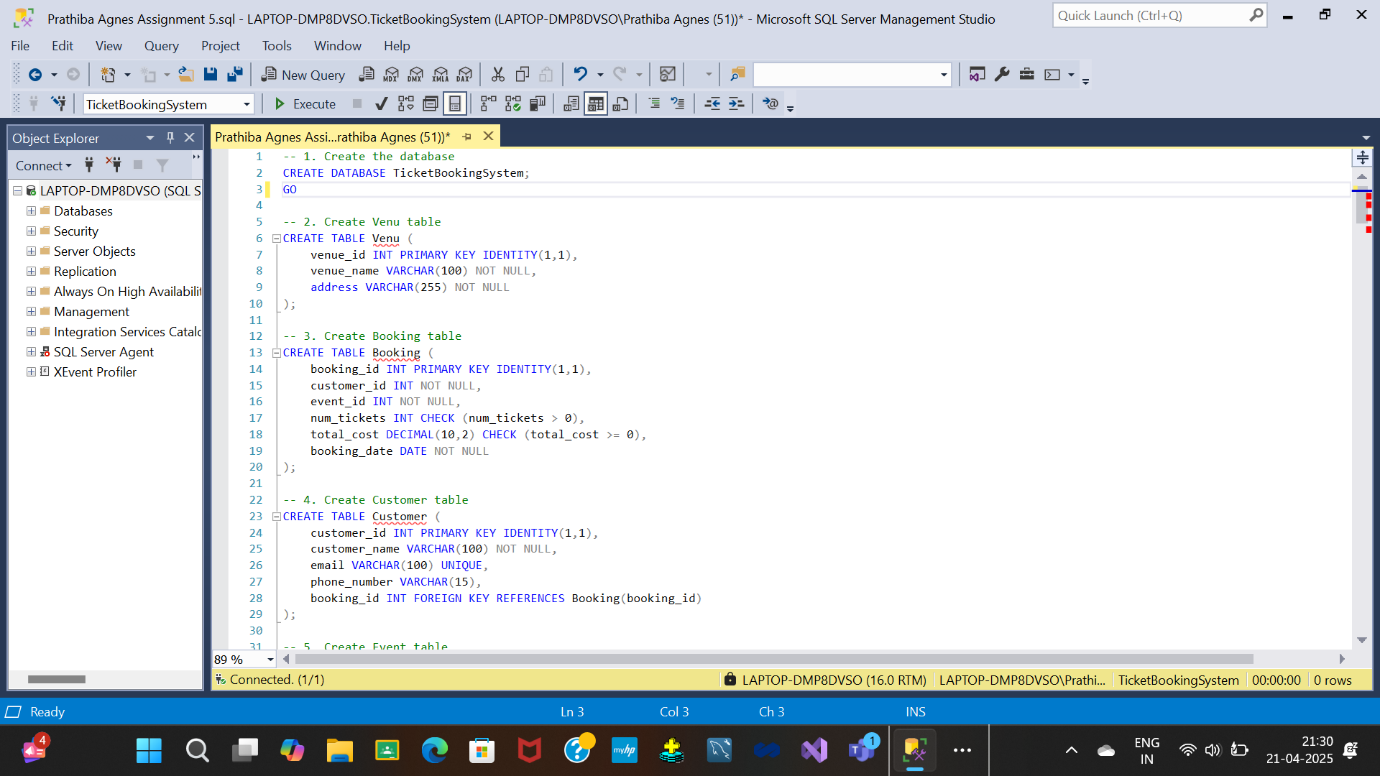 Prathiba Agnes Assignment 5.sql - LAPTOP-DMP8DVSO.TicketBookingSystem (LAPTOP-DMP8DVSO\Prathiba Agnes (51))* - Microsoft SQL Server Management Studio
Quick Launch (Ctrl+Q)
File Edit View Query Project Tools Window Help
New Query
MDX DMX XMLA DAX
TicketBookingSystem
Execute
Object Explorer
Prathiba Agnes Assi...rathiba Agnes (51))*
Connect
LAPTOP-DMP8DVSO (SQL S
Databases
Security
Server Objects
Replication
Always On High Availabilit
Management
Integration Services Catalo
SQL Server Agent
XEvent Profiler
1 -- 1. Create the database
2 CREATE DATABASE TicketBookingSystem;
3 GO
4
5 -- 2. Create Venu table
6 CREATE TABLE Venu (
7 venue_id INT PRIMARY KEY IDENTITY(1,1),
8 venue_name VARCHAR(100) NOT NULL,
9 address VARCHAR(255) NOT NULL
10 );
11
12 -- 3. Create Booking table
13 CREATE TABLE Booking (
14 booking_id INT PRIMARY KEY IDENTITY(1,1),
15 customer_id INT NOT NULL,
16 event_id INT NOT NULL,
17 num_tickets INT CHECK (num_tickets > 0),
18 total_cost DECIMAL(10,2) CHECK (total_cost >= 0),
19 booking_date DATE NOT NULL
20 );
21
22 -- 4. Create Customer table
23 CREATE TABLE Customer (
24 customer_id INT PRIMARY KEY IDENTITY(1,1),
25 customer_name VARCHAR(100) NOT NULL,
26 email VARCHAR(100) UNIQUE,
27 phone_number VARCHAR(15),
28 booking_id INT FOREIGN KEY REFERENCES Booking(booking_id)
29 );
30
31 -- 5. Create Event table
89 %
Connected. (1/1)
LAPTOP-DMP8DVSO (16.0 RTM) LAPTOP-DMP8DVSO\Prathi... TicketBookingSystem 00:00:00 0 rows
Ready Ln 3 Col 3 Ch 3 INS
4
myhp
1
ENG
IN
21:30
21-04-2025